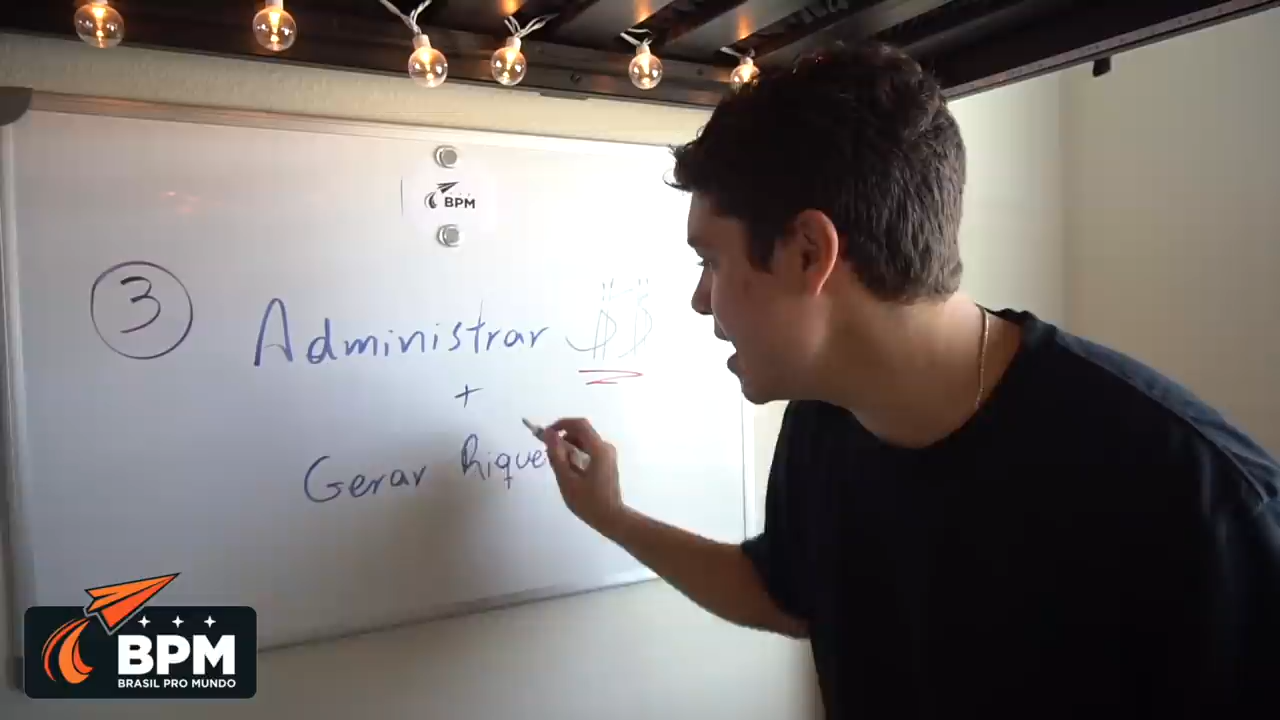 BPM
3
Administrar $$
+
Gerar Rique
BPM
BRASIL PRO MUNDO